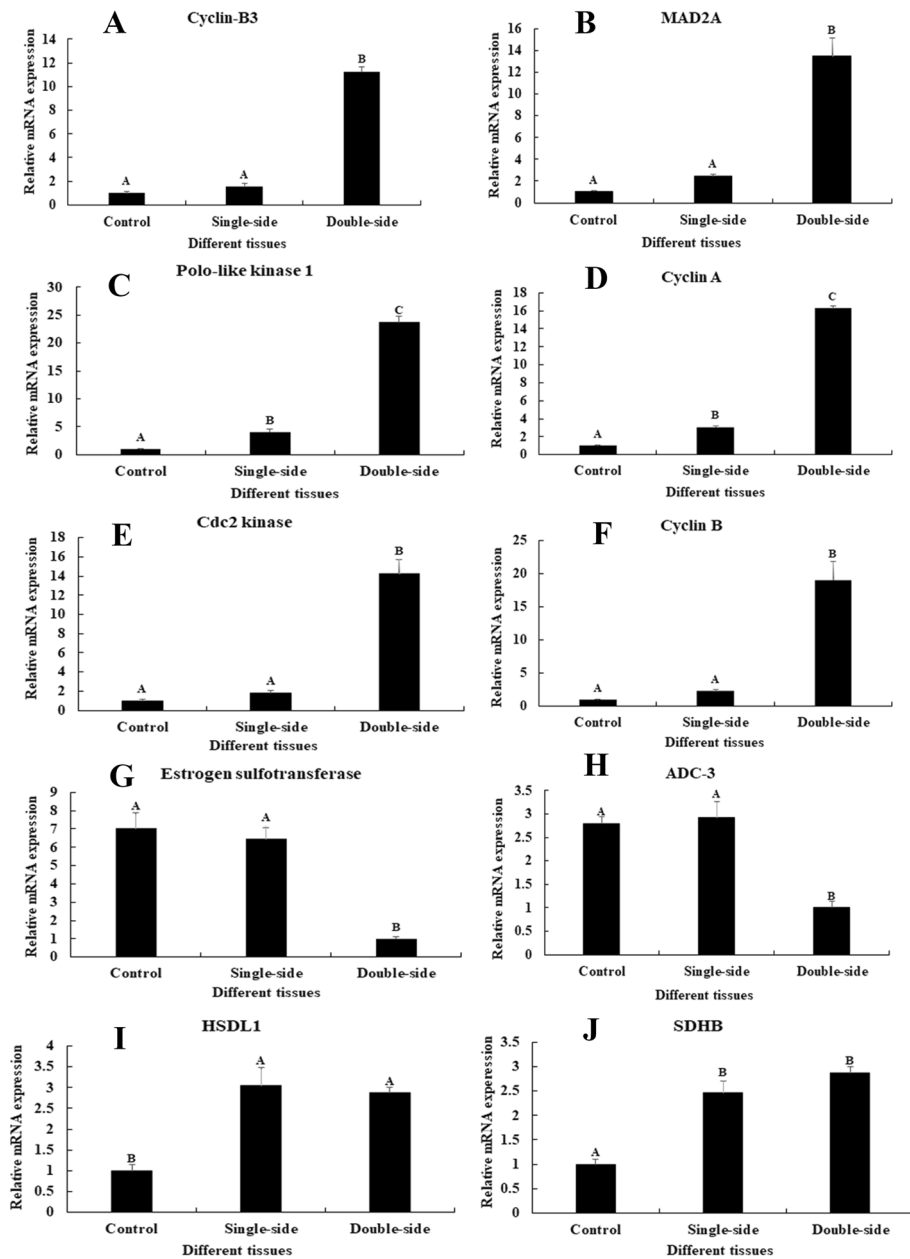 A Cyclin-B3
Relative mRNA expression
14
12
10
8
6
4
2
0
A
A
B
Control Single-side Double-side
Different tissues
B MAD2A
Relative mRNA expression
16
14
12
10
8
6
4
2
0
A
A
B
Control Single-side Double-side
Different tissues
C Polo-like kinase 1
Relative mRNA expression
30
25
20
15
10
5
0
A
B
C
Control Single-side Double-side
Different tissues
D Cyclin A
Relative mRNA expression
18
16
14
12
10
8
6
4
2
0
A
B
C
Control Single-side Double-side
Different tissues
E Cdc2 kinase
Relative mRNA expression
18
16
14
12
10
8
6
4
2
0
A
A
B
Control Single-side Double-side
Different tissues
F Cyclin B
Relative mRNA expression
25
20
15
10
5
0
A
A
B
Control Single-side Double-side
Different tissues
G Estrogen sulfotransferase
Relative mRNA expression
9
8
7
6
5
4
3
2
1
0
A
A
B
Control Single-side Double-side
Different tissues
H ADC-3
Relative mRNA expression
3.5
3
2.5
2
1.5
1
0.5
0
A
A
B
Control Single-side Double-side
Different tissues
I HSDL1
Relative mRNA expression
4
3.5
3
2.5
2
1.5
1
0.5
0
B
A
A
Control Single-side Double-side
Different tissues
J SDHB
Relative mRNA experession
3.5
3
2.5
2
1.5
1
0.5
0
A
B
B
Control Single-side Double-side
Different tissues